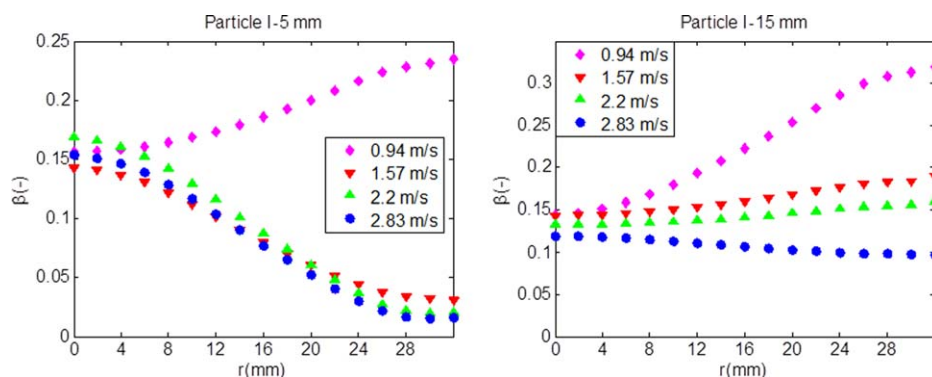 Particle I-5 mm
0.25
0.2
0.15
0.1
0.05
0
β(-)
0 4 8 12 16 20 24 28
r(mm)
0.94 m/s
1.57 m/s
2.2 m/s
2.83 m/s
Particle I-15 mm
0.3
0.25
0.2
0.15
0.1
0.05
0
β(-)
0 4 8 12 16 20 24 28
r(mm)
0.94 m/s
1.57 m/s
2.2 m/s
2.83 m/s